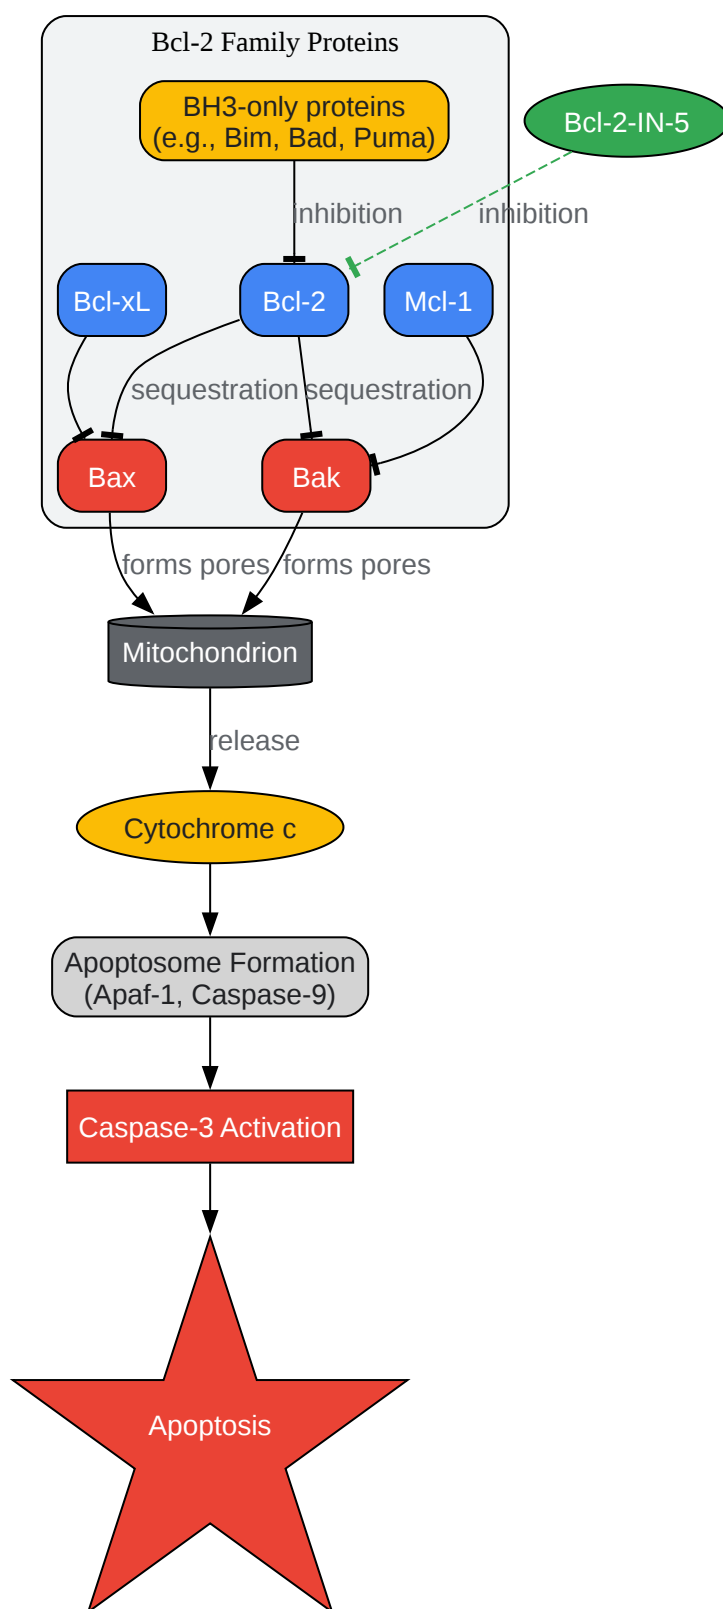 Bcl-2 Family Proteins
BH3-only proteins
(e.g., Bim, Bad, Puma)
Bcl-2-IN-5
inhibition
inhibition
Bcl-xL
Bcl-2
Mcl-1
sequestration
sequestration
Bax
Bak
forms pores
forms pores
Mitochondrion
release
Cytochrome c
Apoptosome Formation
(Apaf-1, Caspase-9)
Caspase-3 Activation
Apoptosis